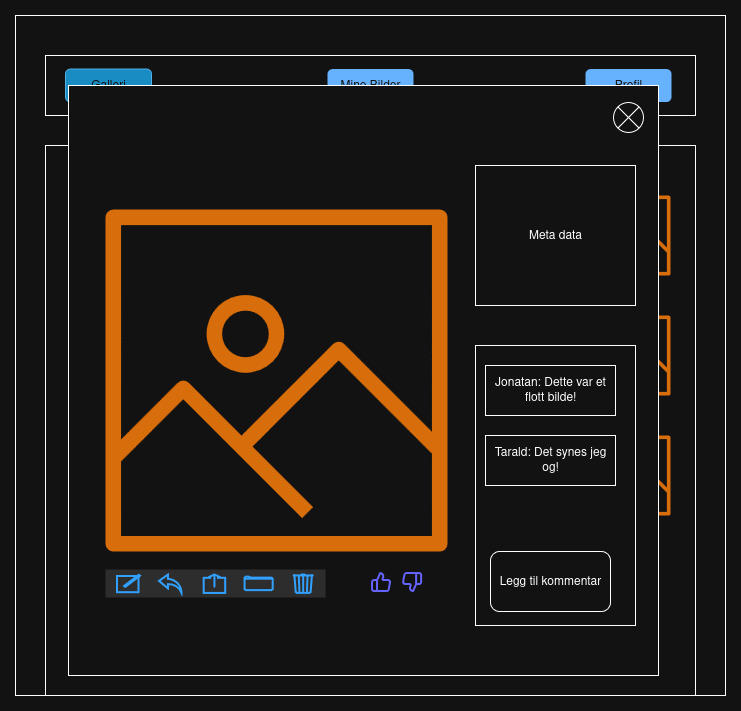 Galleri
Mine Bilder
Profil
Meta data
Jonatan: Dette var et
flott bilde!
Tarald: Det synes jeg
og!
Legg til kommentar